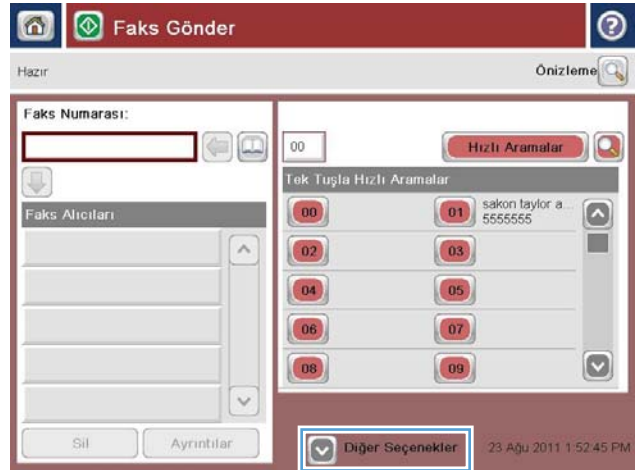 Faks Gönder
Hazır
Önizleme
Faks Numarası:
00
Hızlı Aramalar
Tek Tuşla Hızlı Aramalar
Faks Alıcıları
00
01 sakon taylor a...
5555555
02 03
04 05
06 07
08 09
Sil Ayrıntılar
Diğer Seçenekler
23 Ağu 2011 1:52:45 PM